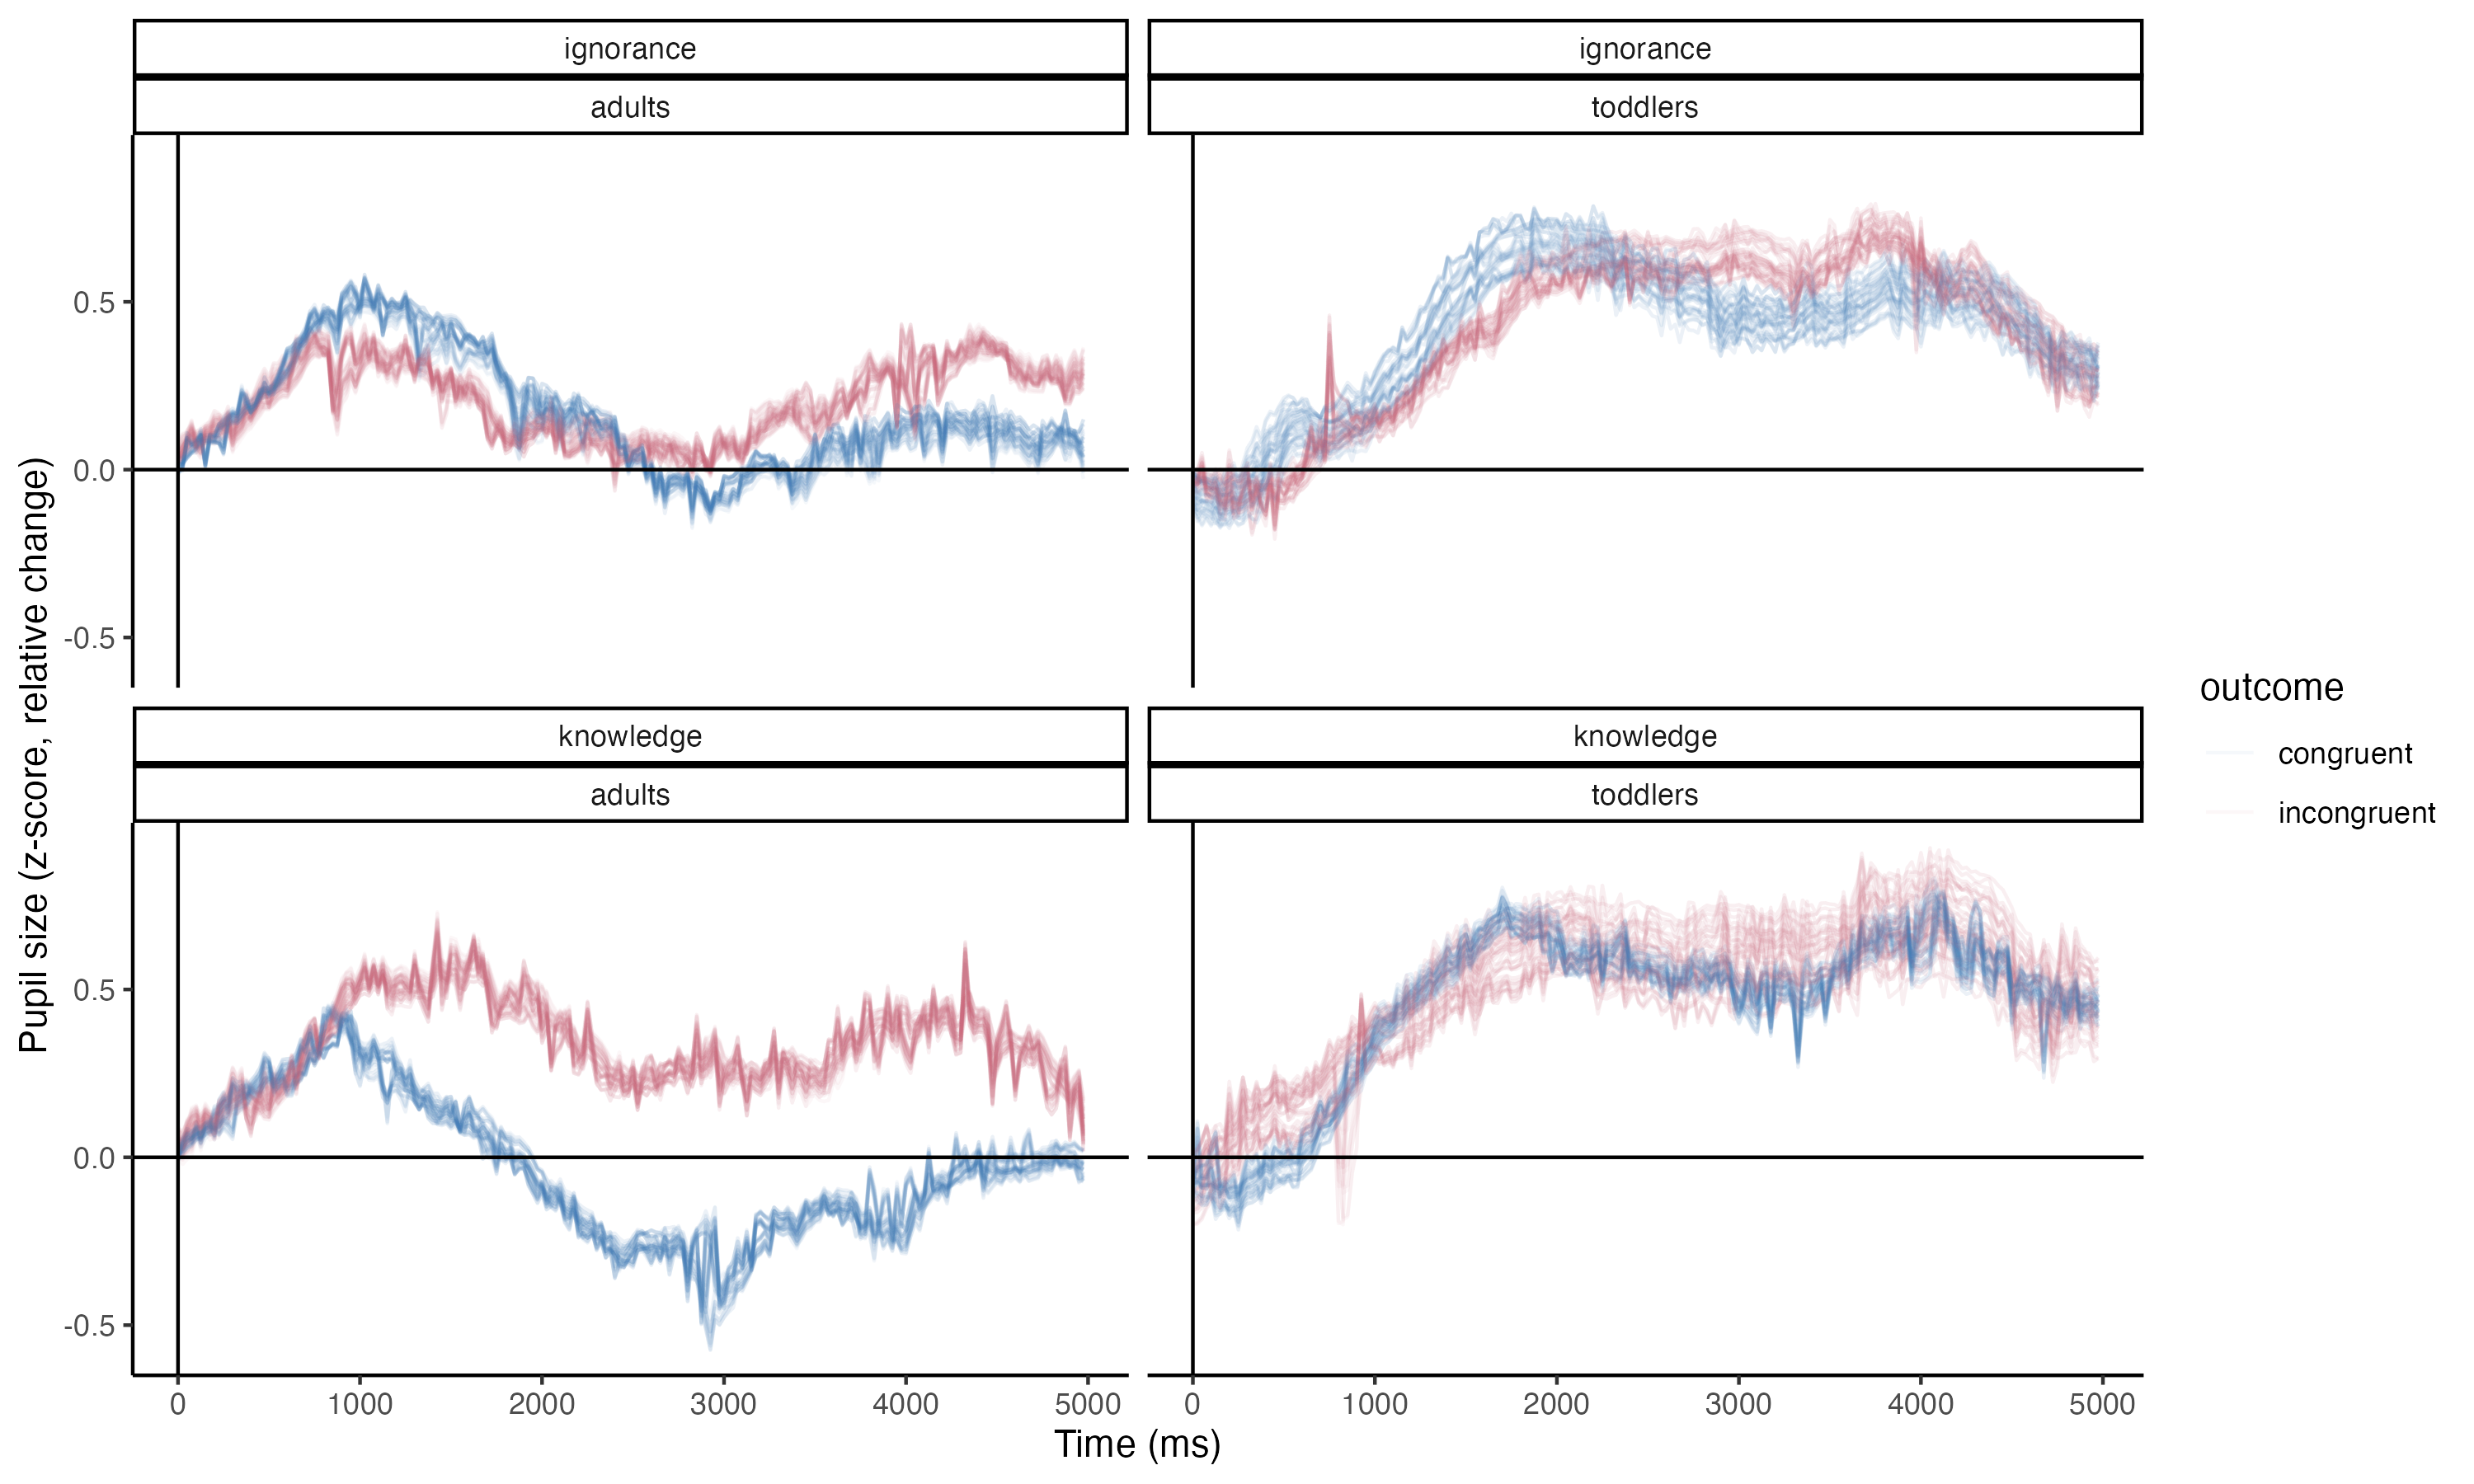 ignorance
adults
ignorance
toddlers
0.5
0.0
-0.5
knowledge
adults
knowledge
toddlers
0.5
0.0
-0.5
0 1000 2000 3000 4000 5000
0 1000 2000 3000 4000 5000
Time (ms)
Pupil size (z-score, relative change)
outcome
congruent
incongruent